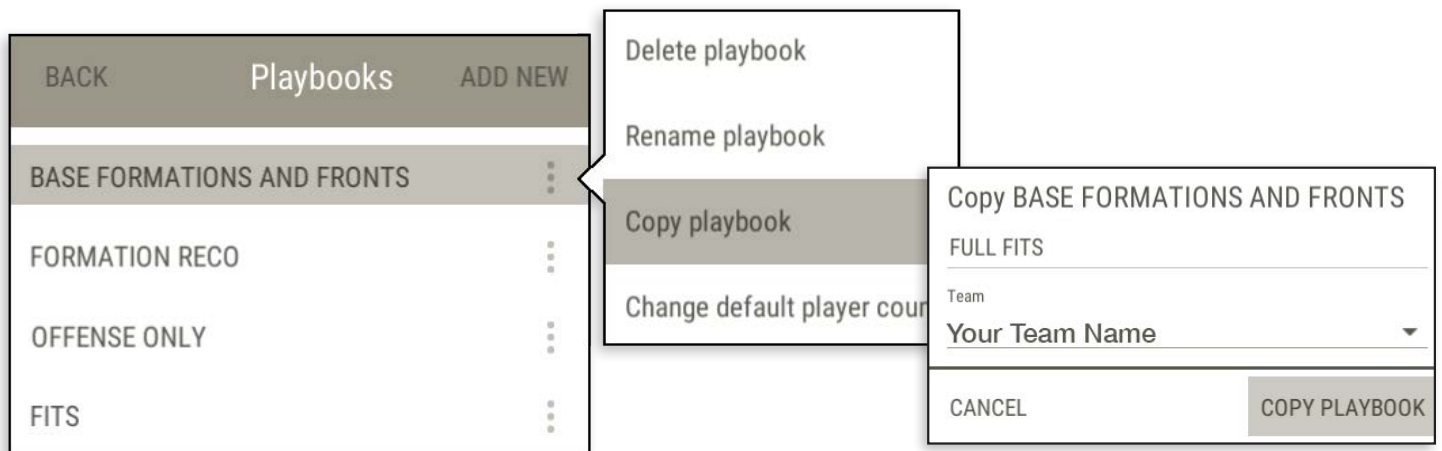 BACK Playbooks ADD NEW
BASE FORMATIONS AND FRONTS
FORMATION RECO
OFFENSE ONLY
FITS
Delete playbook
Rename playbook
Copy playbook
Change default player cour
Copy BASE FORMATIONS AND FRONTS
FULL FITS
Team
Your Team Name
CANCEL COPY PLAYBOOK